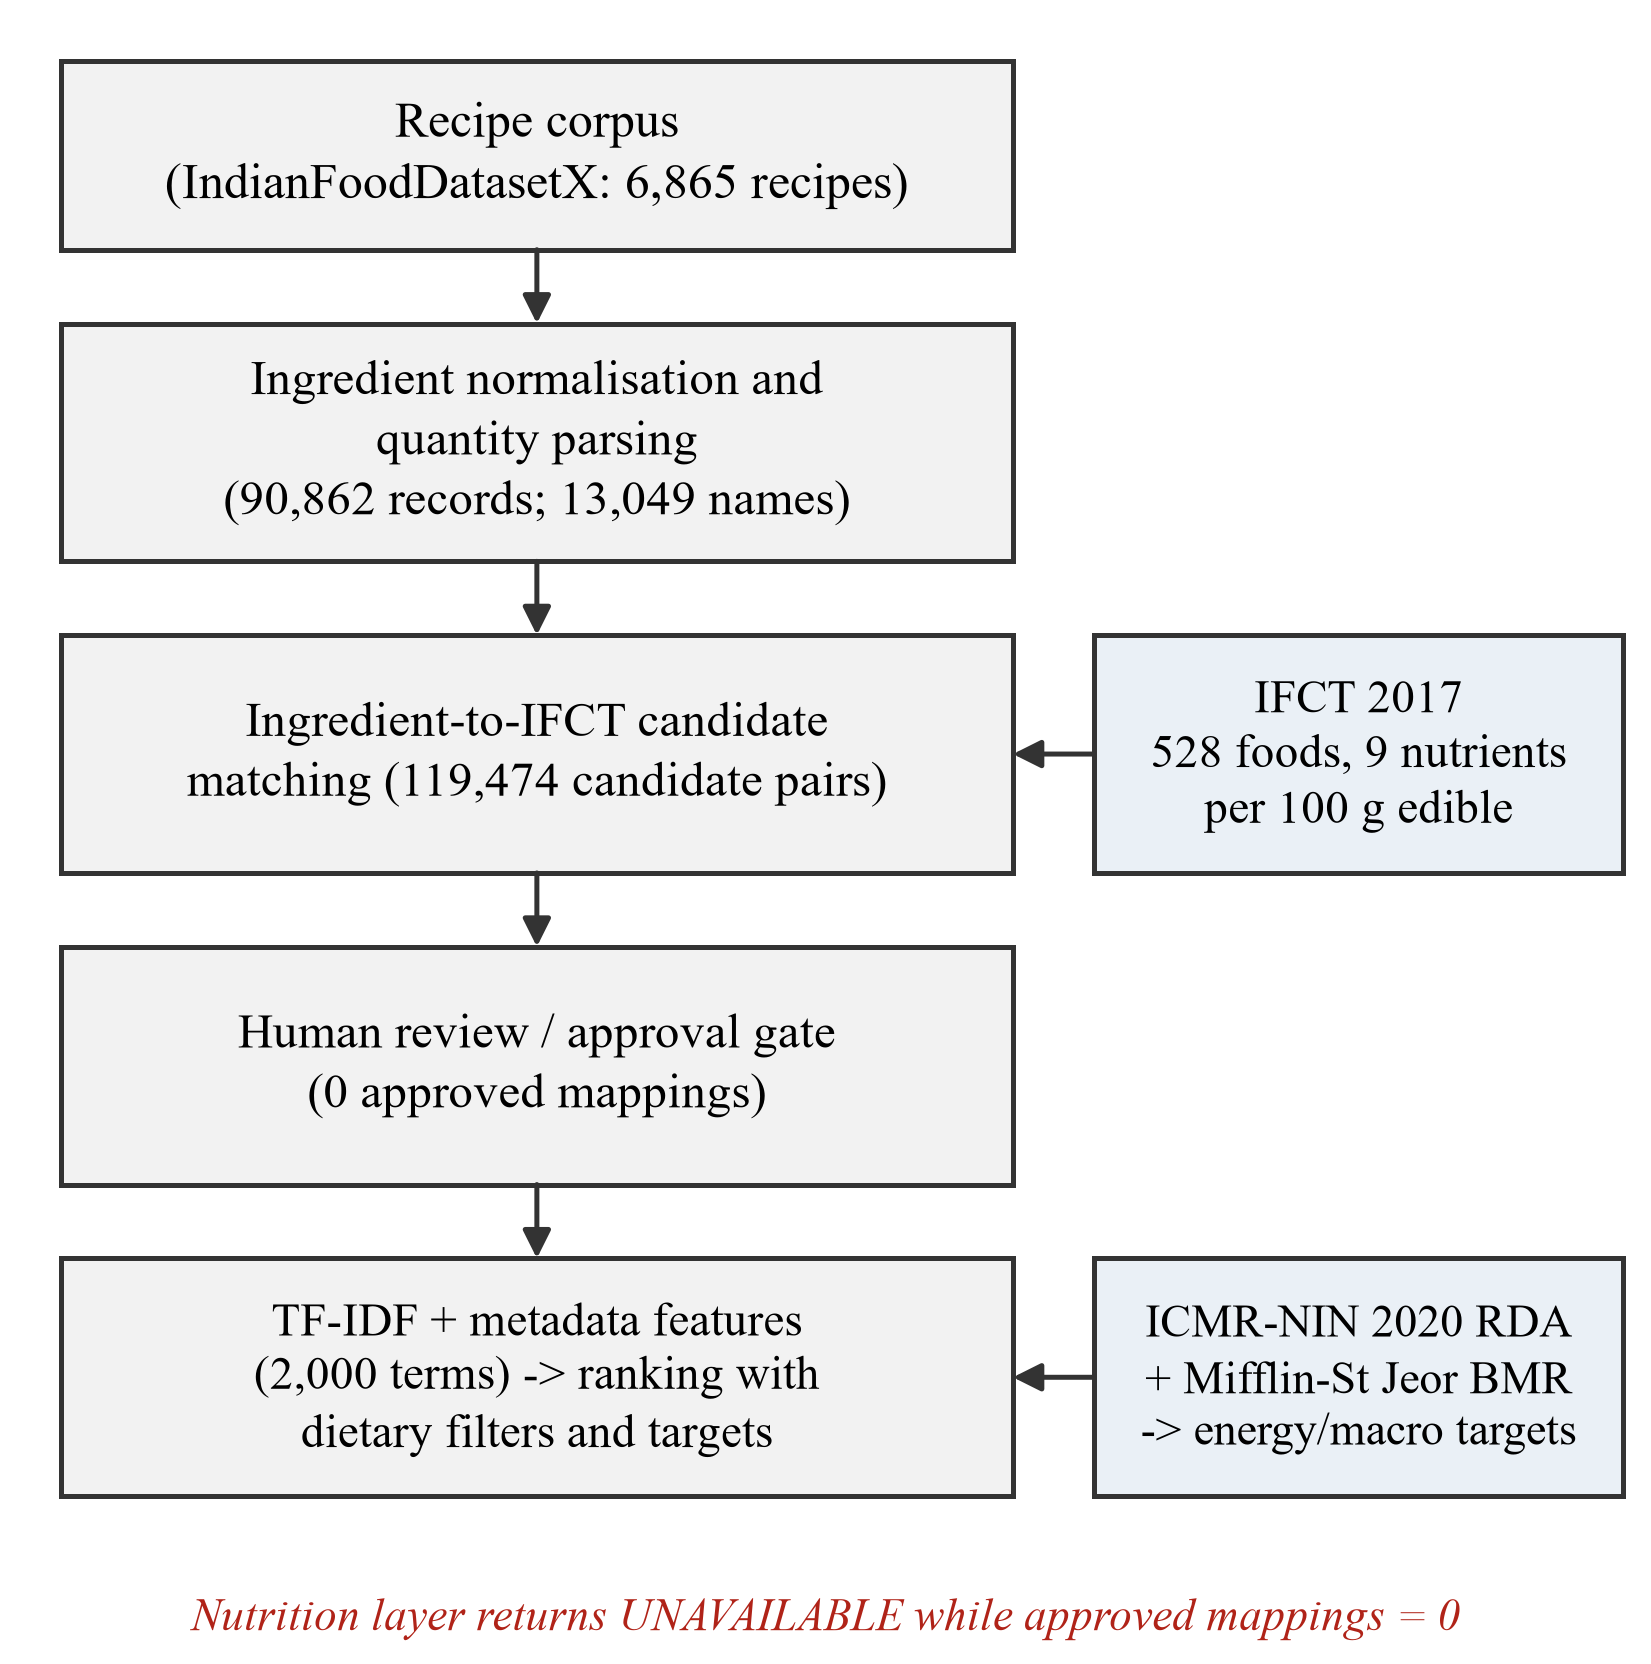 Recipe corpus
(IndianFoodDatasetX: 6,865 recipes)
Ingredient normalisation and
quantity parsing
(90,862 records; 13,049 names)
Ingredient-to-IFCT candidate
matching (119,474 candidate pairs)
IFCT 2017
528 foods, 9 nutrients
per 100 g edible
Human review / approval gate
(0 approved mappings)
TF-IDF + metadata features
(2,000 terms) -> ranking with
dietary filters and targets
ICMR-NIN 2020 RDA
+ Mifflin-St Jeor BMR
-> energy/macro targets
Nutrition layer returns UNAVAILABLE while approved mappings = 0